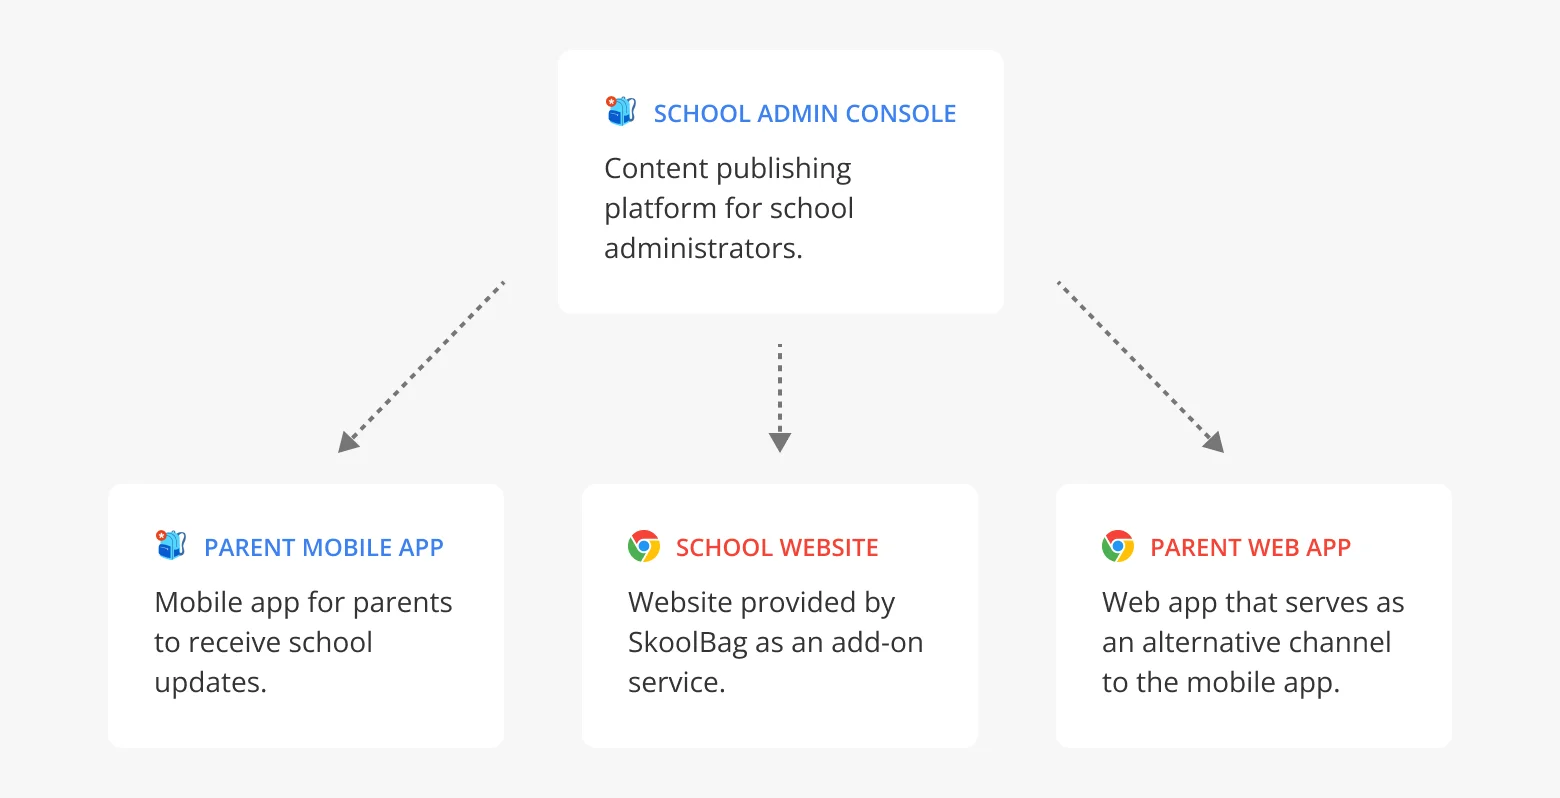 SCHOOL ADMIN CONSOLE
Content publishing
platform for school
administrators.
PARENT MOBILE APP
Mobile app for parents
to receive school
updates.
SCHOOL WEBSITE
Website provided by
SkoolBag as an add-on
service.
PARENT WEB APP
Web app that serves as
an alternative channel
to the mobile app.